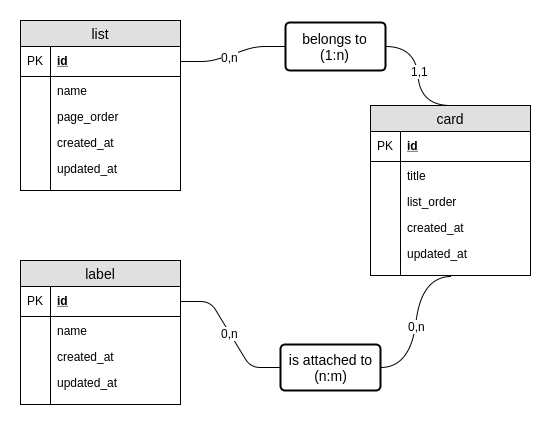 list
PK id
name
page_order
created_at
updated_at
0,n
belongs to
(1:n)
1,1
card
PK id
title
list_order
created_at
updated_at
label
PK id
name
created_at
updated_at
0,n
is attached to
(n:m)
0,n